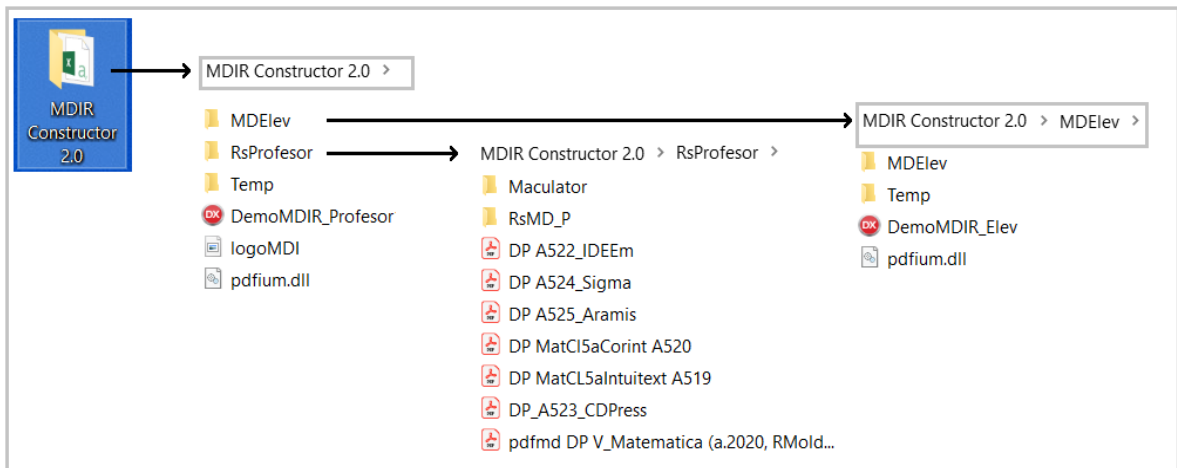 MDIR
Constructor
2.0
MDIR Constructor 2.0 >
MDElev
RsProfesor
Temp
DemoMDIR_Profesor
logoMDI
pdfium.dll
MDIR Constructor 2.0 > RsProfesor >
Maculator
RsMD_P
DP A522_IDEEm
DP A524_Sigma
DP A525_Aramis
DP MatCl5aCorint A520
DP MatCL5aIntuitext A519
DP_A523_CDPress
pdfmd DP V_Matematica (a.2020, RMold...
MDIR Constructor 2.0 > MDElev >
MDElev
Temp
DemoMDIR_Elev
pdfium.dll